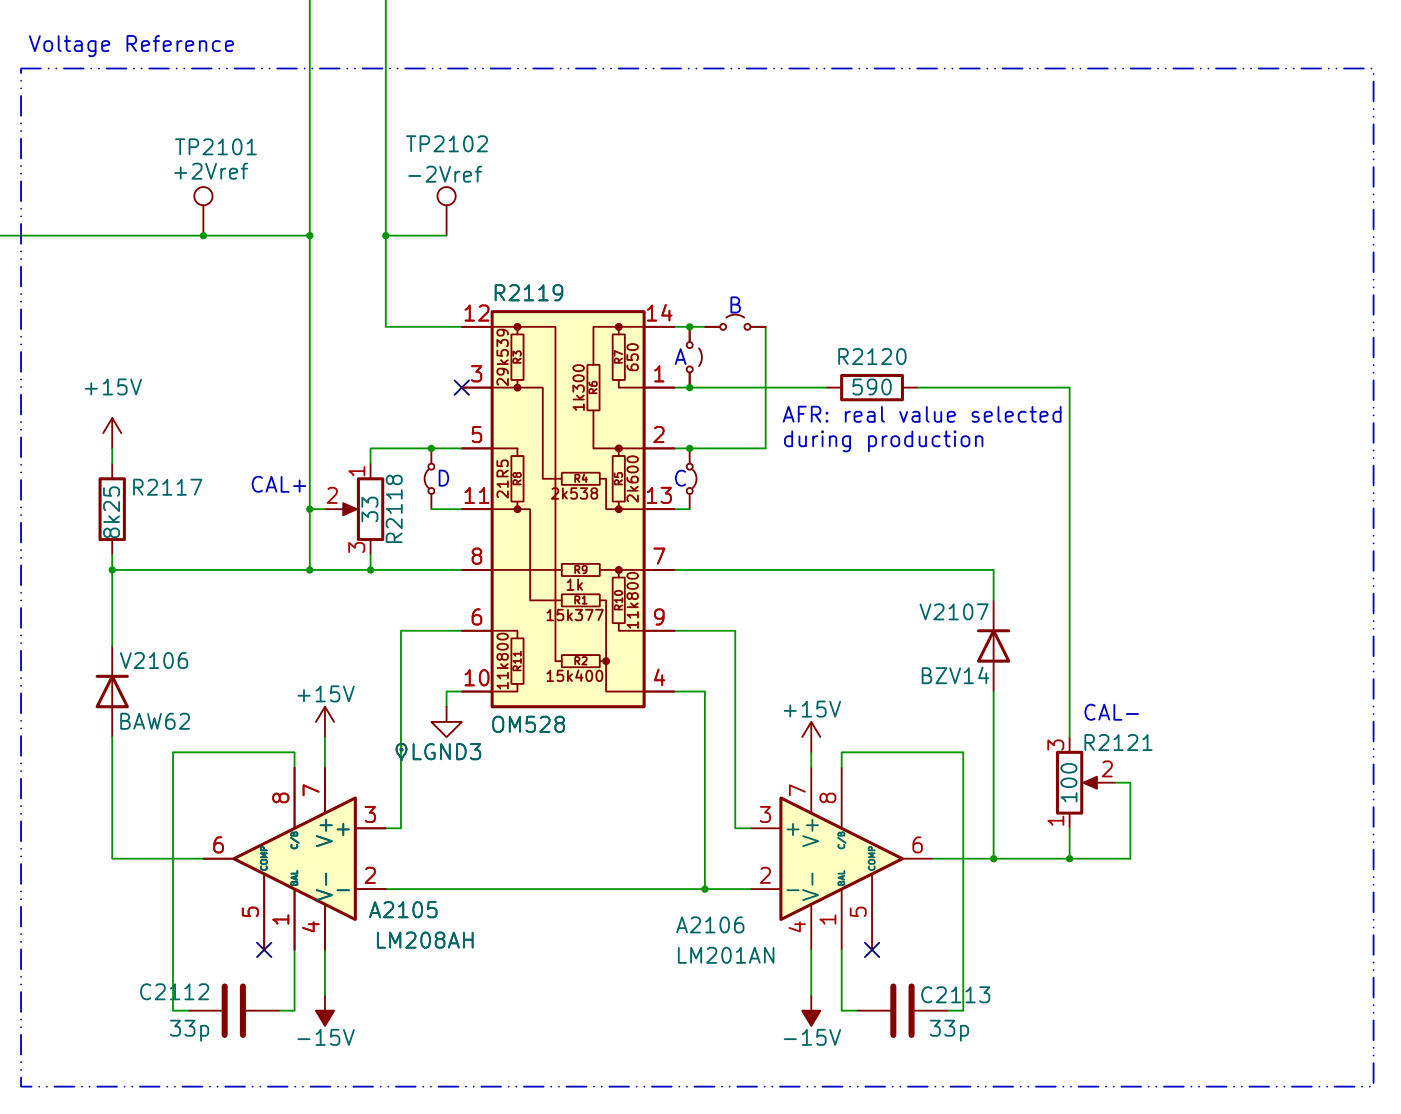 Voltage Reference
TP2101
+2Vref
TP2102
-2Vref
R2119
12
14
B
29k539
R3
R7
650
A
3
1
1k300
R6
R2120
590
+15V
AFR: real value selected
during production
5
2
1
CAL+
R2117
8k25
2
33
R2118
3
D
21R5
R8
R4
2k538
R5
2k600
C
11
13
8
7
R9
1k
R10
11k800
R1
15k377
6
9
11k800
R11
R2
15k400
10
4
OM528
LGND3
V2106
BAW62
V2107
BZV14
CAL-
R2121
3
100
2
1
+15V
+15V
8
7
3
+
V+
C/B
COMP
BAL
V-
-
6
2
5
1
4
A2105
LM208AH
7
8
3
+
V+
C/B
COMP
BAL
V-
-
6
2
4
1
5
A2106
LM201AN
C2112
33p
-15V
-15V
C2113
33p